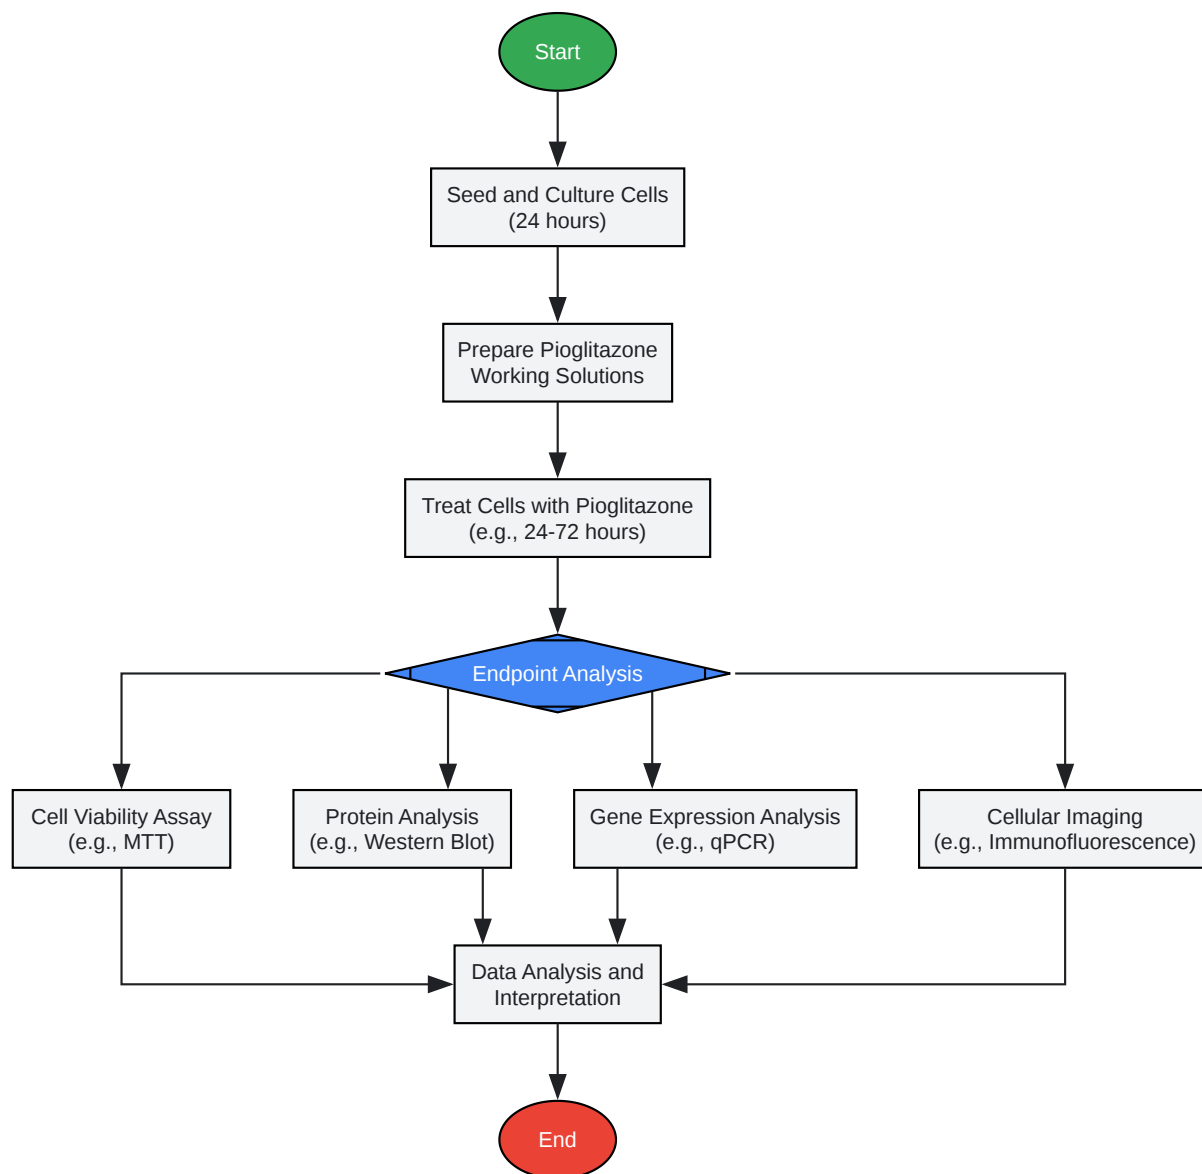 Start
Seed and Culture Cells
(24 hours)
Prepare Pioglitazone
Working Solutions
Treat Cells with Pioglitazone
(e.g., 24-72 hours)
Endpoint Analysis
Cell Viability Assay
(e.g., MTT)
Protein Analysis
(e.g., Western Blot)
Gene Expression Analysis
(e.g., qPCR)
Cellular Imaging
(e.g., Immunofluorescence)
Data Analysis and
Interpretation
End